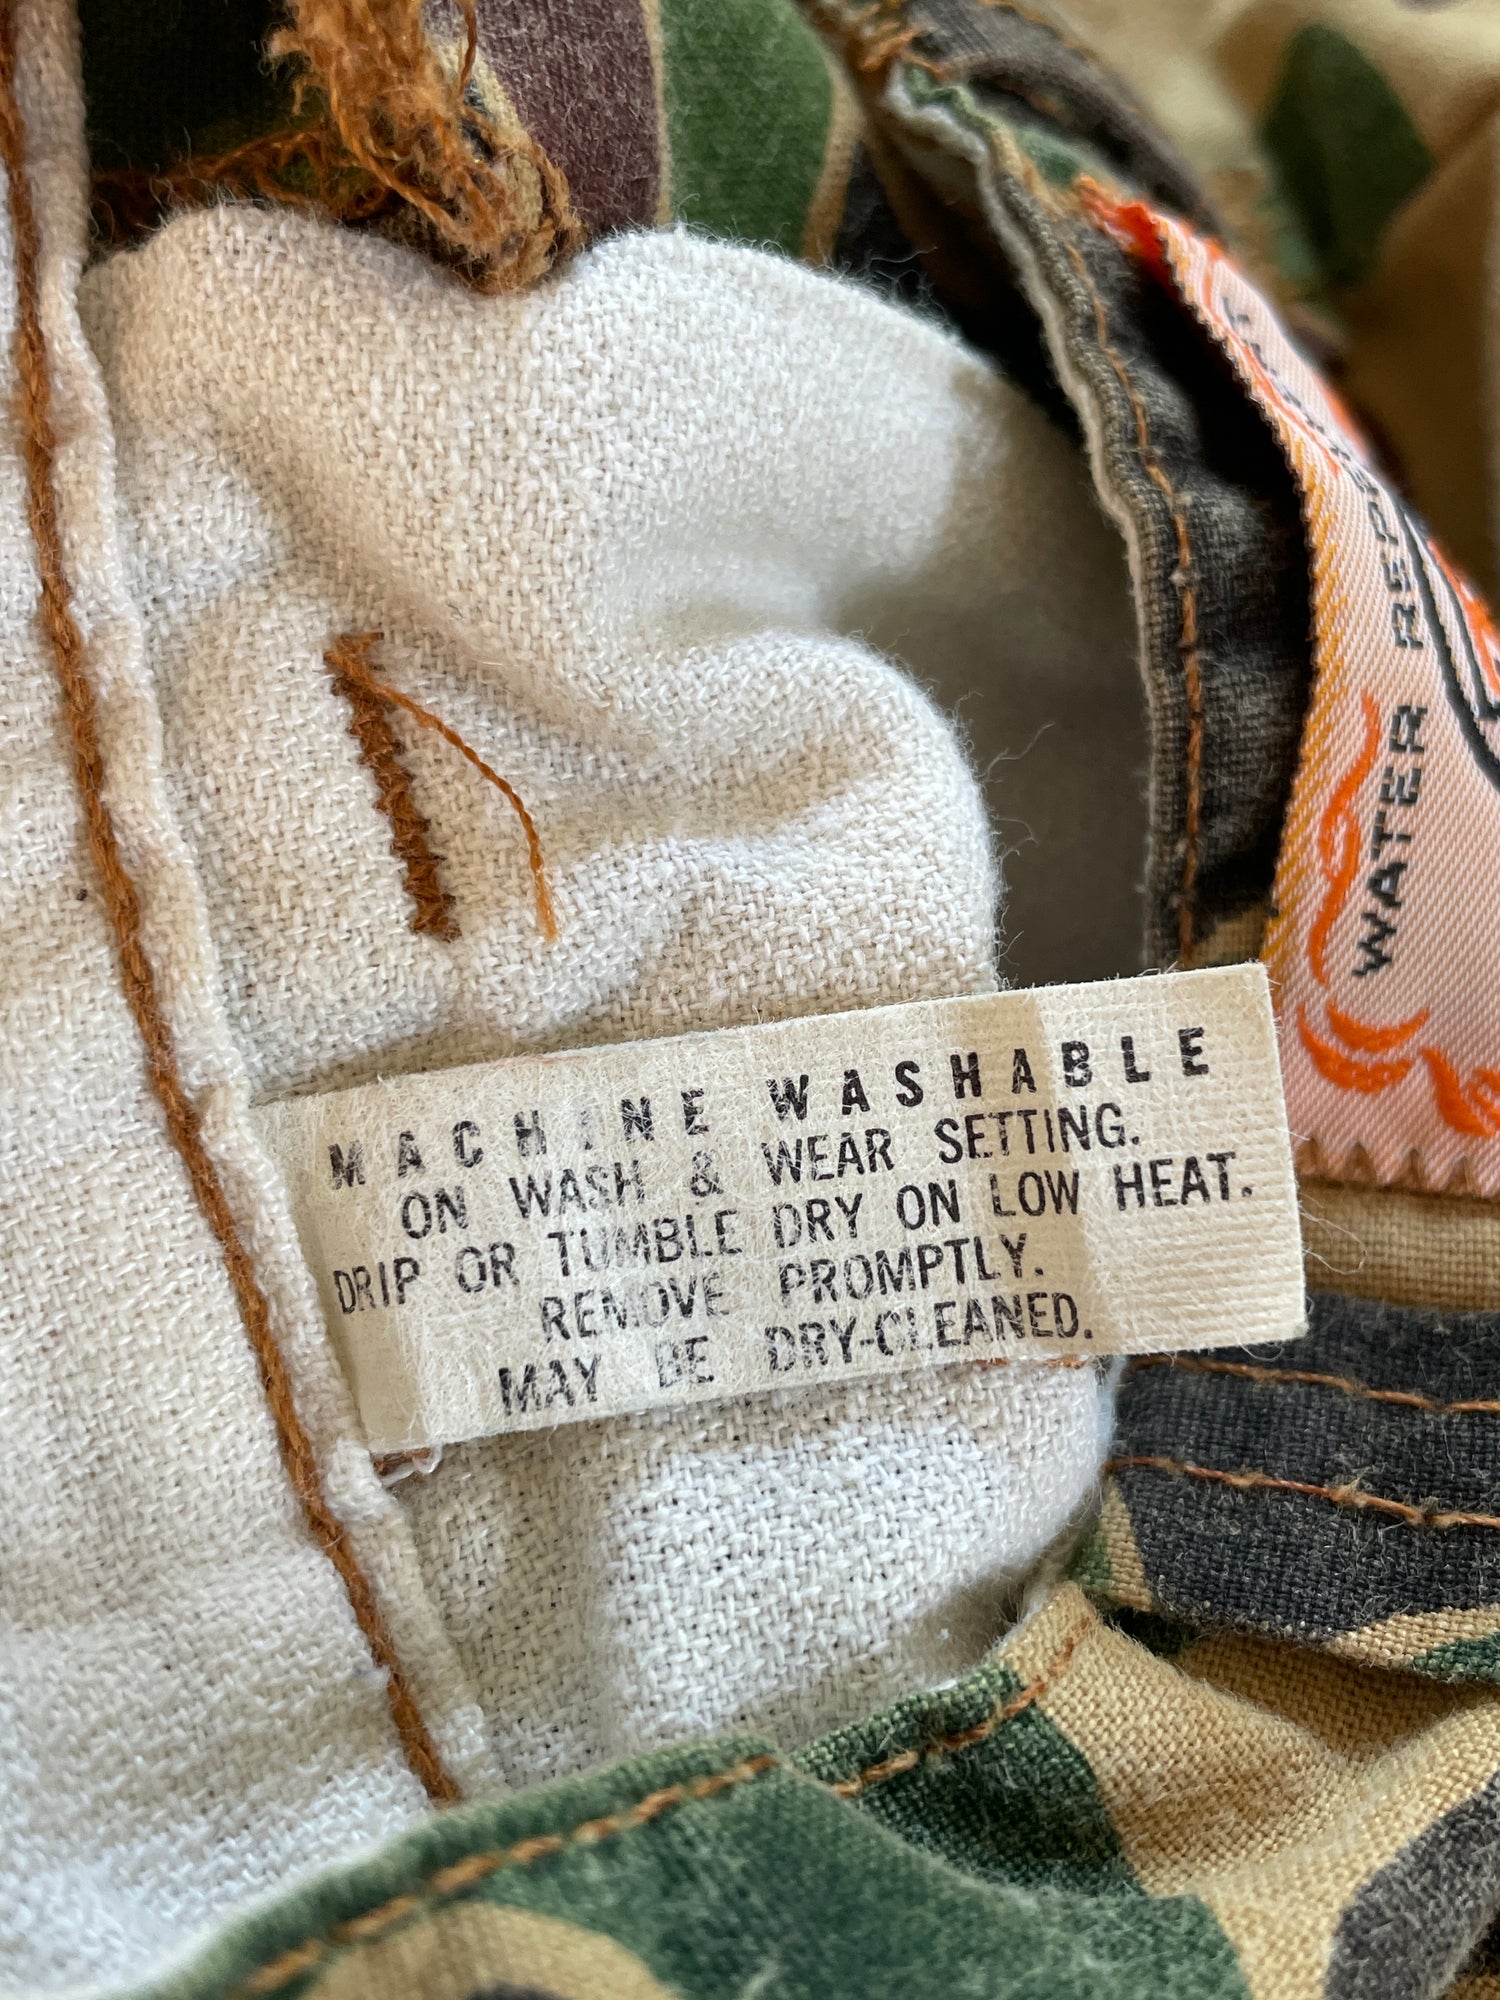 MACHINE WASHABLE
ON WASH & WEAR SETTING.
DRIP OR TUMBLE DRY ON LOW HEAT.
REMOVE PROMPTLY.
MAY BE DRY-CLEANED.
WATER